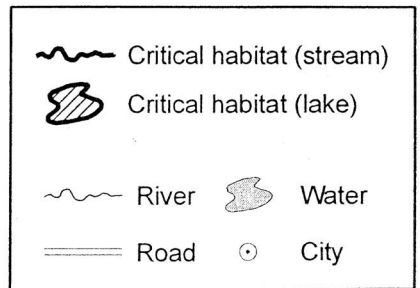 Critical habitat (stream)
Critical habitat (lake)
River Water
Road City